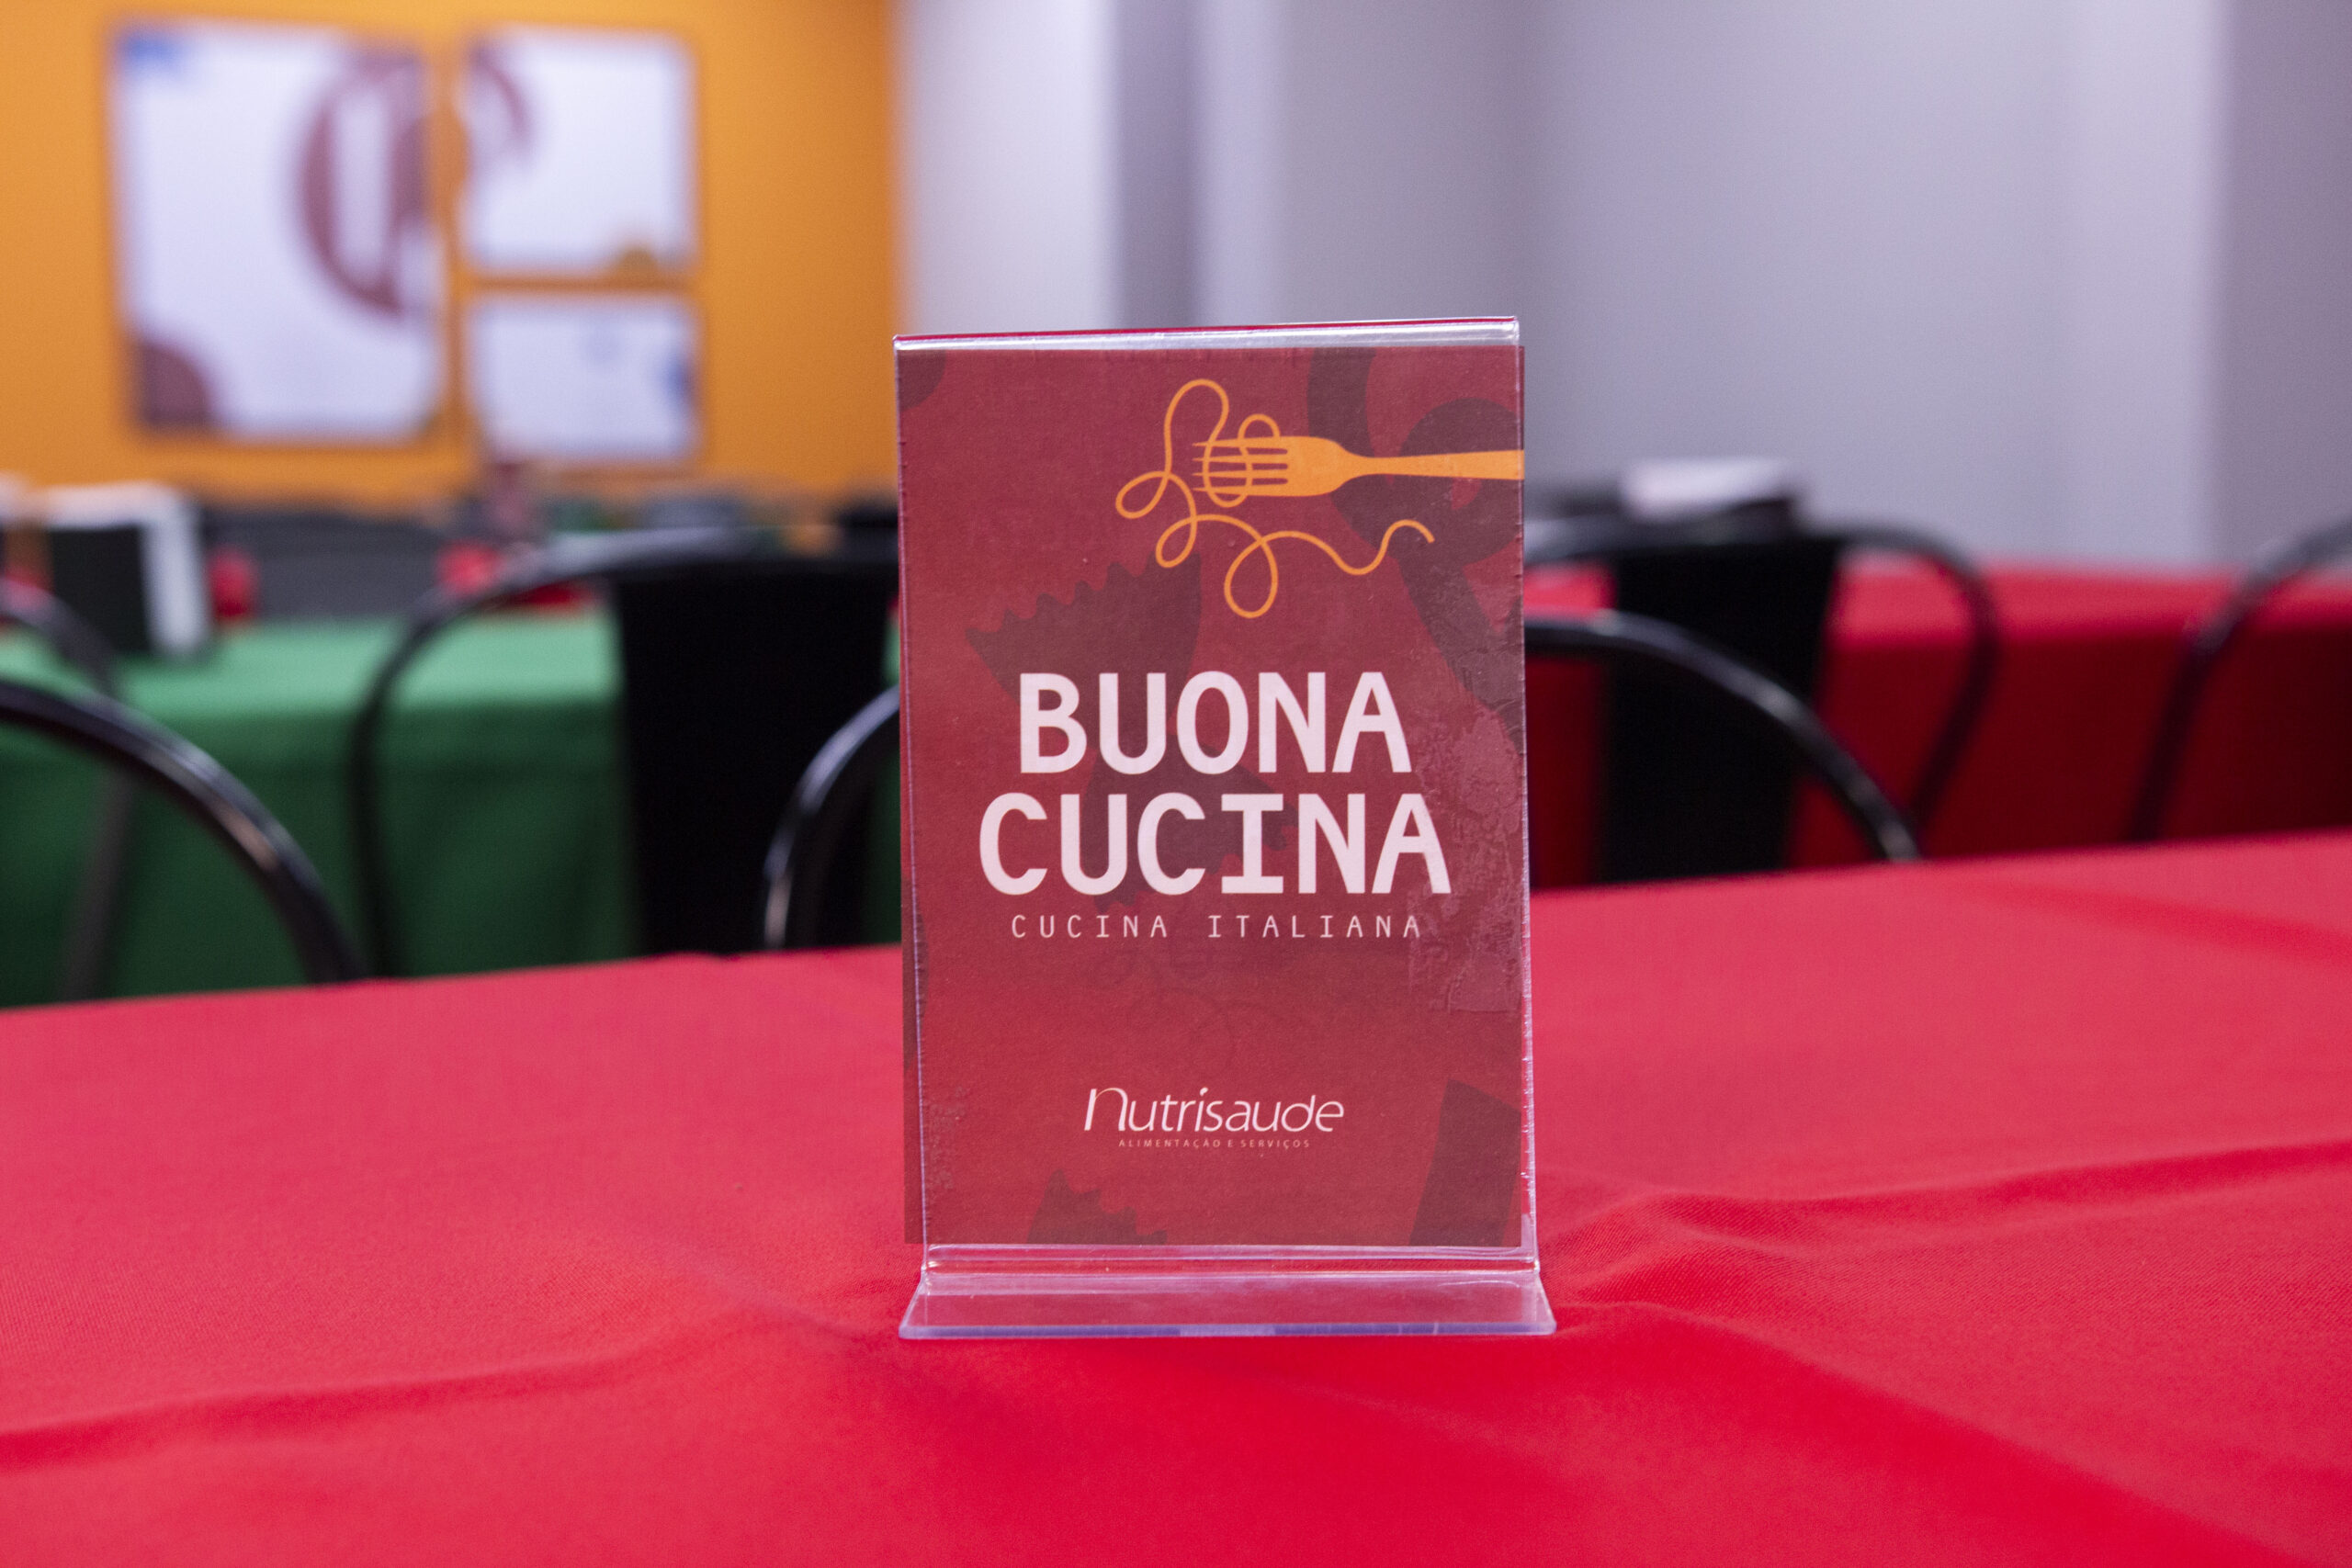 BUONA
CUCINA
CUCINA ITALIANA
nutrisaude
ALIMENTAÇÃO E SERVIÇOS